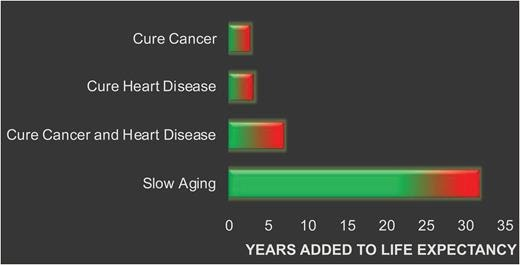 Cure Cancer
Cure Heart Disease
Cure Cancer and Heart Disease
Slow Aging
0 5 10 15 20 25 30 35
YEARS ADDED TO LIFE EXPECTANCY